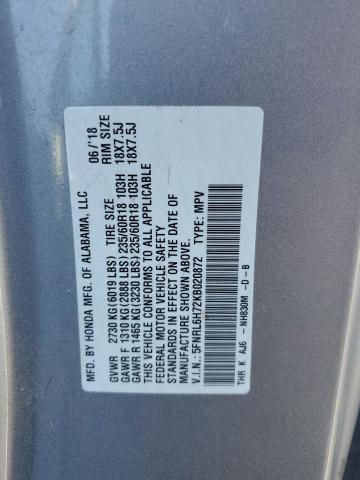 MFD. BY HONDA MFG. OF ALABAMA, LLC 06/'18
GVWR 2730 KG (6019 LBS) TIRE SIZE RIM SIZE
GAWR F 1310 KG (2888 LBS) 235/60R18 103H 18X7.5J
GAWR R 1465 KG (3230 LBS) 235/60R18 103H 18X7.5J
THIS VEHICLE CONFORMS TO ALL APPLICABLE
FEDERAL MOTOR VEHICLE SAFETY
STANDARDS IN EFFECT ON THE DATE OF
MANUFACTURE SHOWN ABOVE.
V.I.N.: 5FNRL6H72KB020872 TYPE: MPV
THR K AJ6 - NH830M -D-B